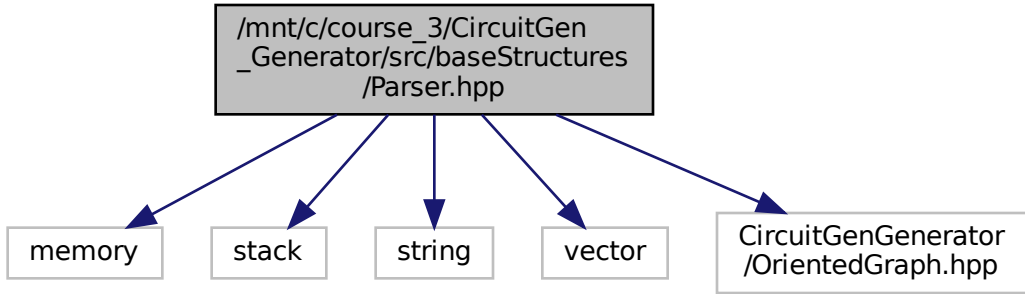 /mnt/c/course_3/CircuitGen
_Generator/src/baseStructures
/Parser.hpp
memory
stack
string
vector
CircuitGenGenerator
/OrientedGraph.hpp